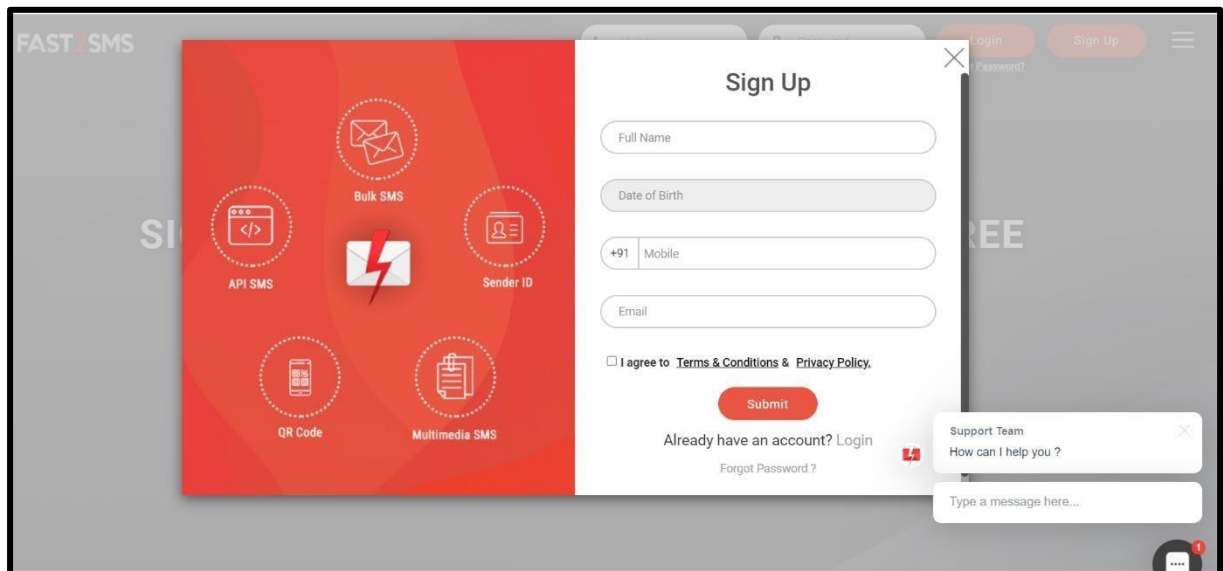 FAST2SMS
Login
Sign Up
Password?
Sign Up
Full Name
Date of Birth
+91 Mobile
Email
I agree to Terms & Conditions & Privacy Policy.
Submit
Already have an account? Login
Forgot Password ?
Bulk SMS
API SMS
Sender ID
QR Code
Multimedia SMS
SI
REE
Support Team
How can I help you ?
Type a message here...
1